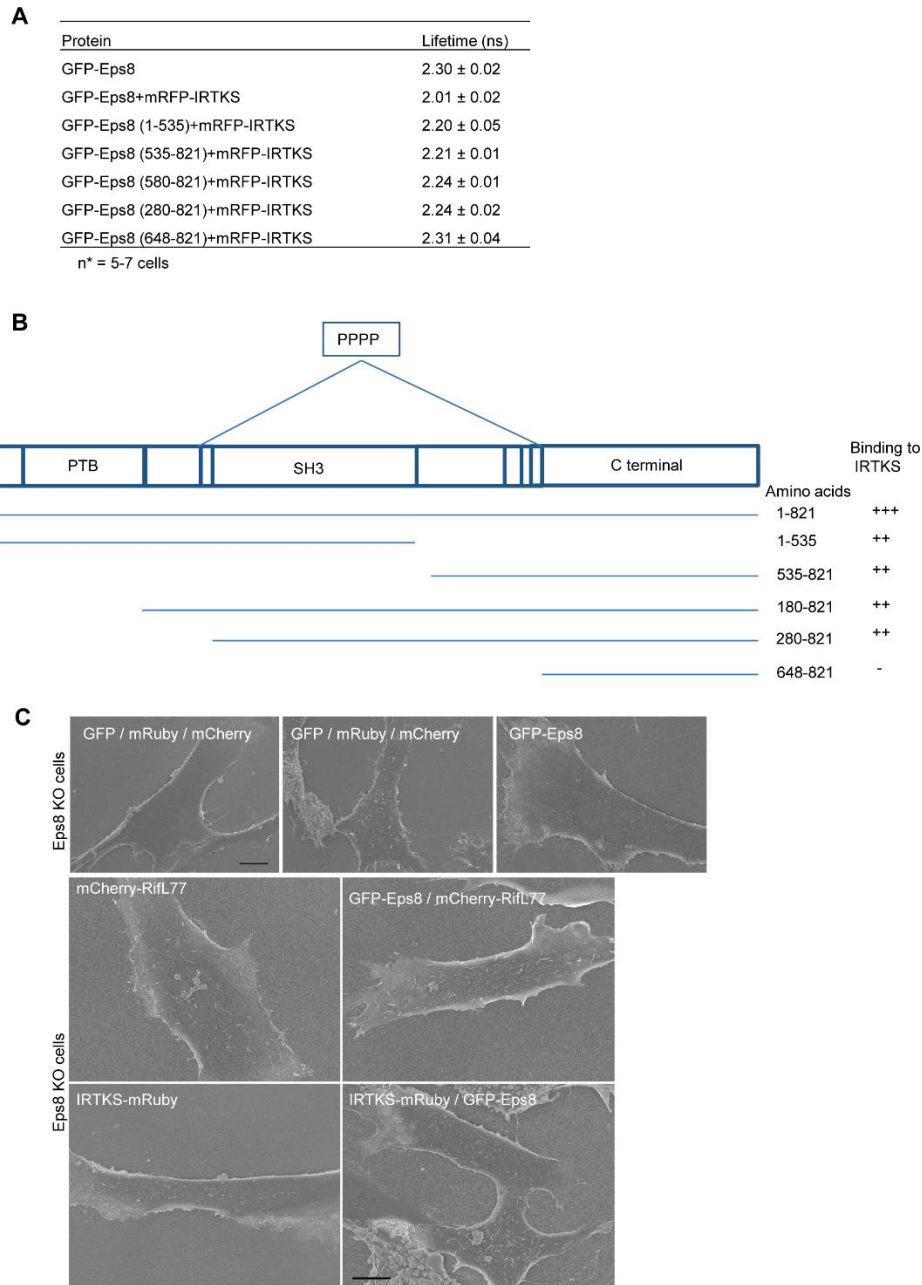 A
Protein Lifetime (ns)
GFP-Eps8 2.30 ± 0.02
GFP-Eps8+mRFP-IRTKS 2.01 ± 0.02
GFP-Eps8 (1-535)+mRFP-IRTKS 2.20 ± 0.05
GFP-Eps8 (535-821)+mRFP-IRTKS 2.21 ± 0.01
GFP-Eps8 (580-821)+mRFP-IRTKS 2.24 ± 0.01
GFP-Eps8 (280-821)+mRFP-IRTKS 2.24 ± 0.02
GFP-Eps8 (648-821)+mRFP-IRTKS 2.31 ± 0.04
n* = 5-7 cells
B
PPPP
PTB SH3 C terminal
Binding to
IRTKS
Amino acids
1-821 +++
1-535 ++
535-821 ++
180-821 ++
280-821 ++
648-821 -
C
Eps8 KO cells
GFP / mRuby / mCherry GFP / mRuby / mCherry GFP-Eps8
Eps8 KO cells
mCherry-RifL77 GFP-Eps8 / mCherry-RifL77
IRTKS-mRuby IRTKS-mRuby / GFP-Eps8